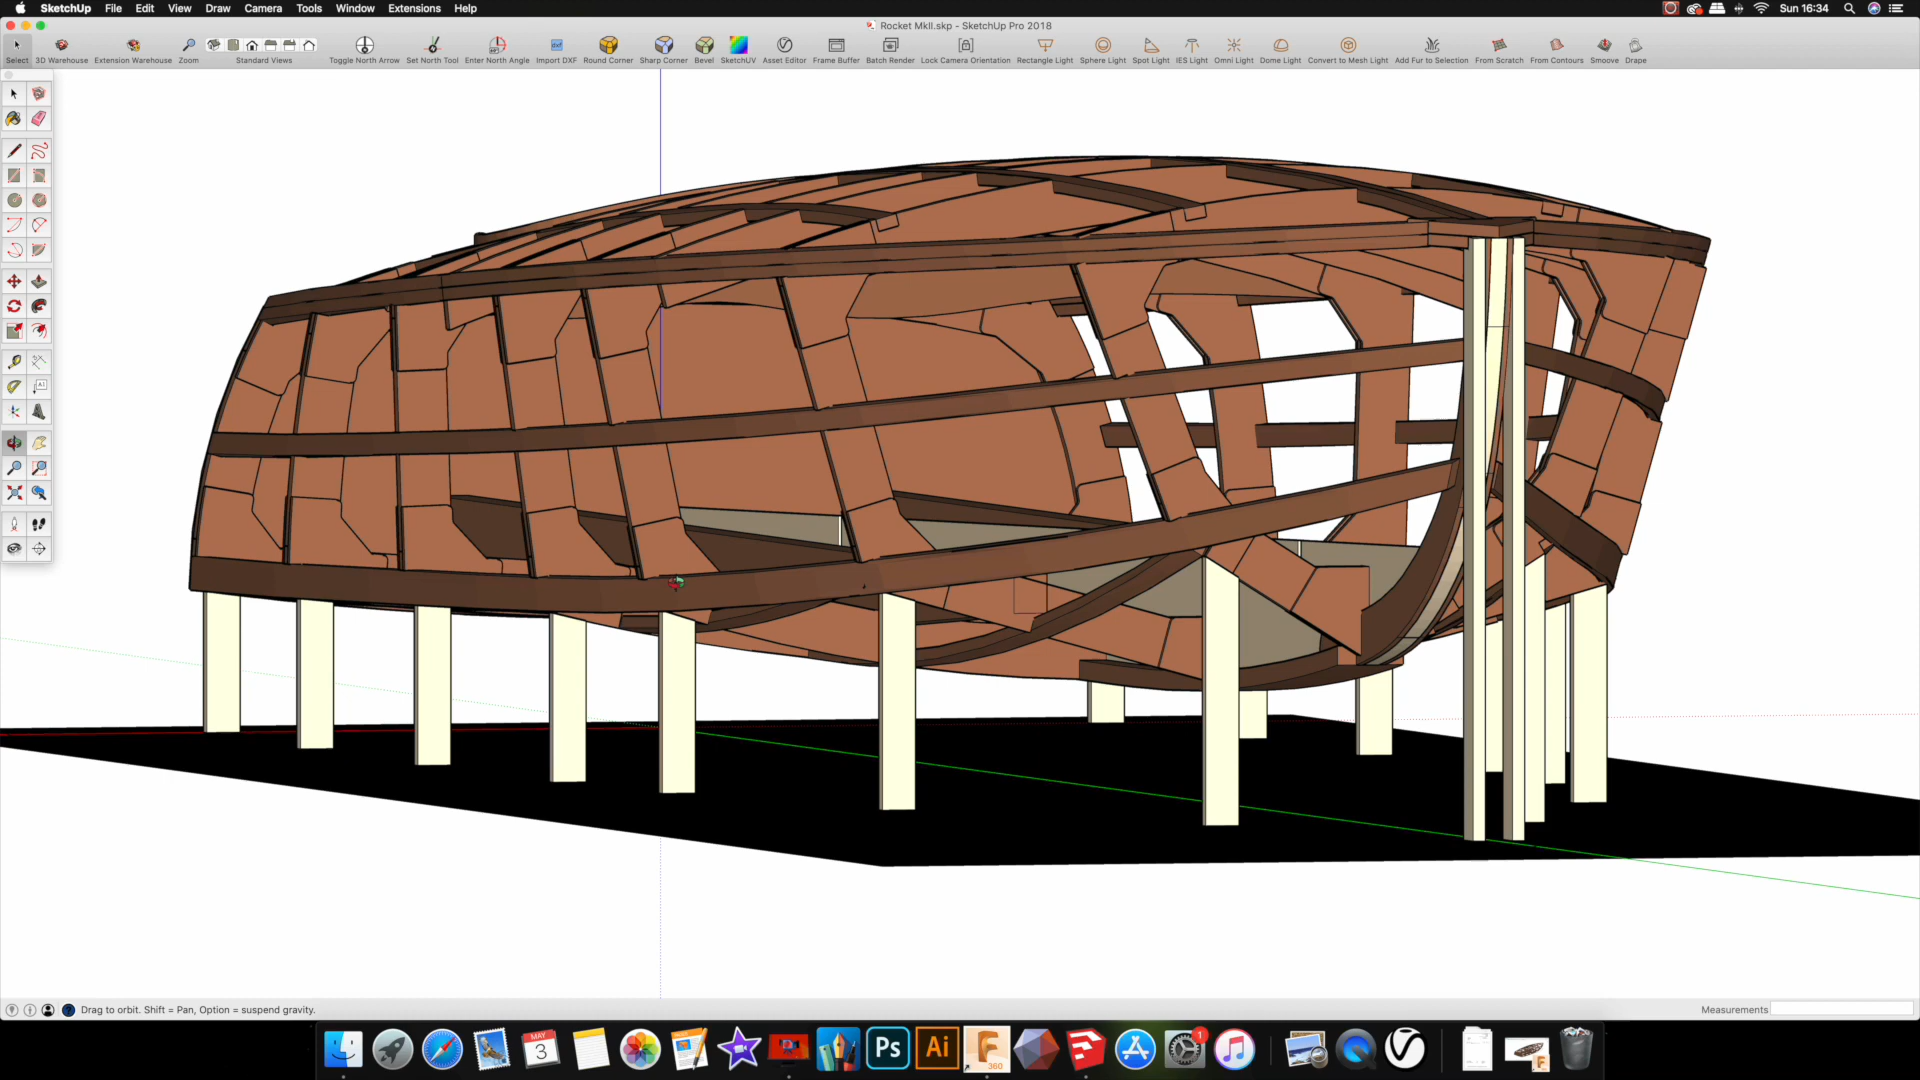 SketchUp File Edit View Draw Camera Tools Window Extensions Help Sun 16:34
Rocket MkII.skp - SketchUp Pro 2018
Select 3D Warehouse Extension Warehouse Zoom Standard Views Toggle North Arrow Set North Tool Enter North Angle Import DXF Round Corner Sharp Corner Bevel SketchUV Asset Editor Frame Buffer Batch Render Lock Camera Orientation Rectangle Light Sphere Light Spot Light IES Light Omni Light Dome Light Convert to Mesh Light Add Fur to Selection From Scratch From Contours Smoove Drape
Drag to orbit. Shift = Pan, Option = suspend gravity.
Measurements
MAY
3
Ps
Ai
F
360
1